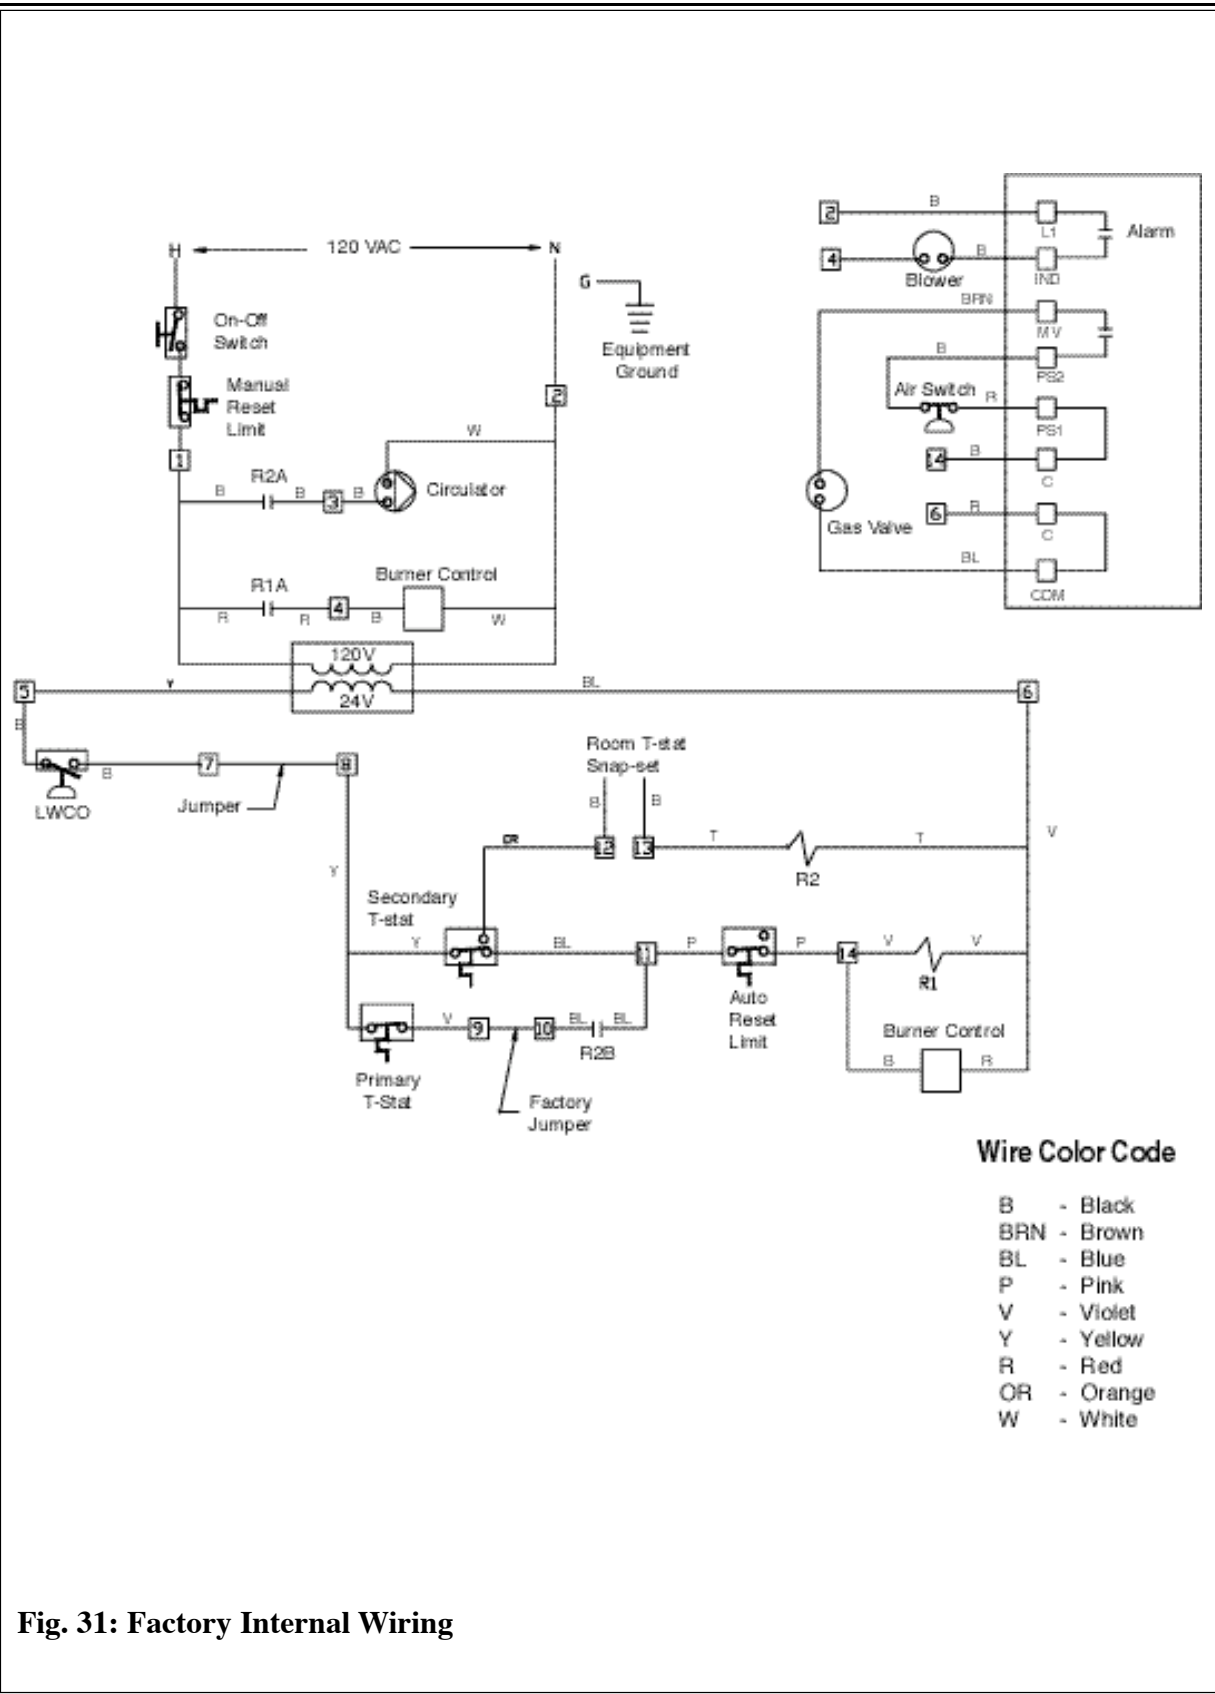 2 B L1 Alarm
4 Blower B IND
H 120 VAC N
G
Equipment
Ground
BRN MV
B PS2
Air Switch R PS1
14 B C
6 R C
Gas Valve
BL COM
On-Off
Switch
Manual
Reset
Limit
2
W
1
R2A
B B 3 B Circulator
Burner Control
R1A
R R 4 B W
120V
24V
5 Y BL 6
B
LWCO
B 7 8
Jumper
Room T-stat
Snap-set
B B
OR 12 13 T T V
R2
Y
Secondary
T-stat
Y BL 11 P P 14 V V
R1
Auto
Reset
Limit
V 9 10 BL BL
R2B
Primary
T-Stat
Factory
Jumper
Burner Control
B R
Wire Color Code
B - Black
BRN - Brown
BL - Blue
P - Pink
V - Violet
Y - Yellow
R - Red
OR - Orange
W - White
Fig. 31: Factory Internal Wiring